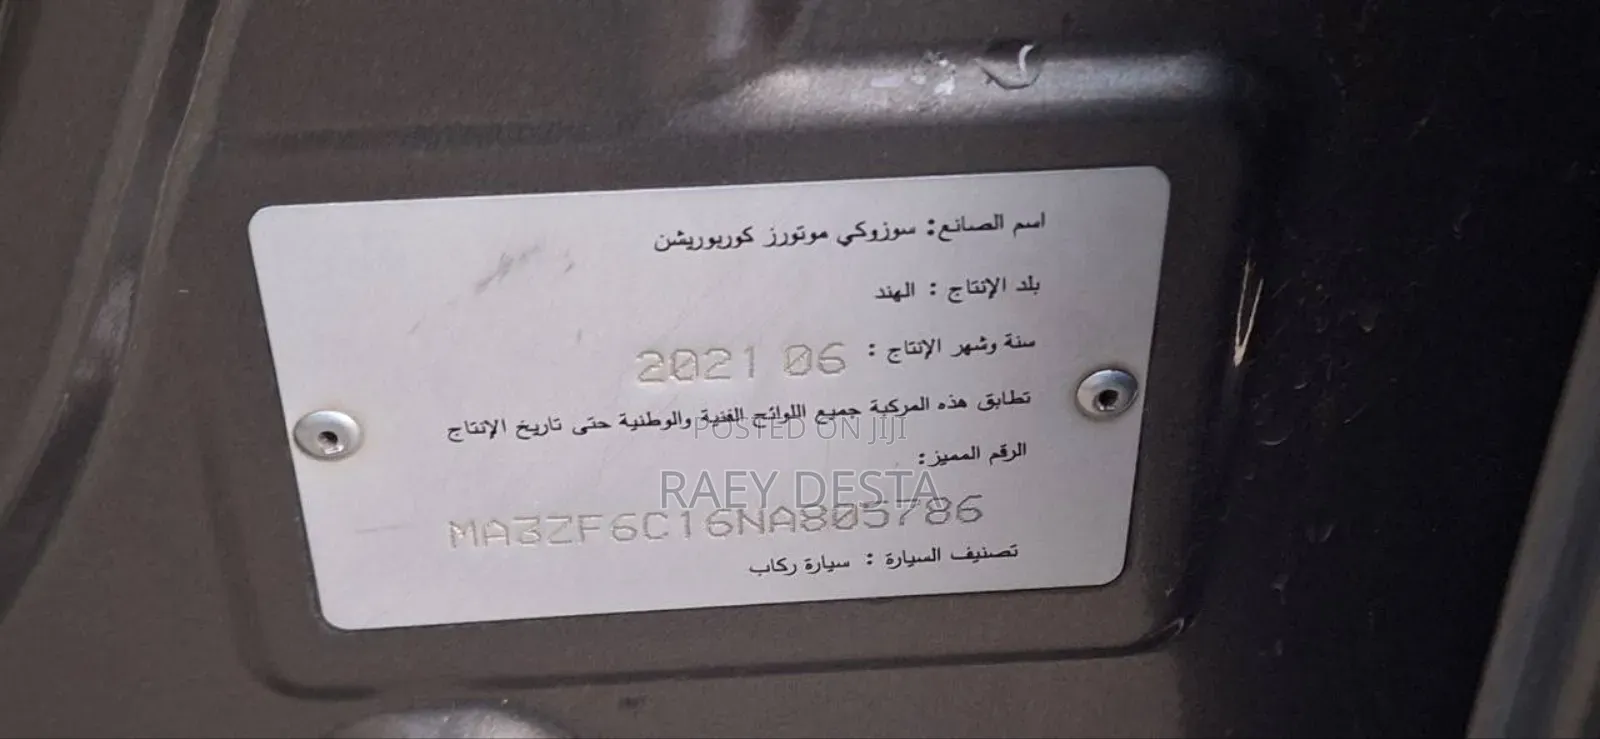 اسم الصانع: سوزوكي موتورز كوربوريشن
بلد الإنتاج : الهند
سنة وشهر الإنتاج : 2021 06
تطابق هذه المركبة جميع اللوائح الفنية والوطنية حتى تاريخ الإنتاج
POSTED ON JIJI
الرقم المميز:
RAEY DESTA
MA3ZF6C16NA805786
تصنيف السيارة : سيارة ركاب